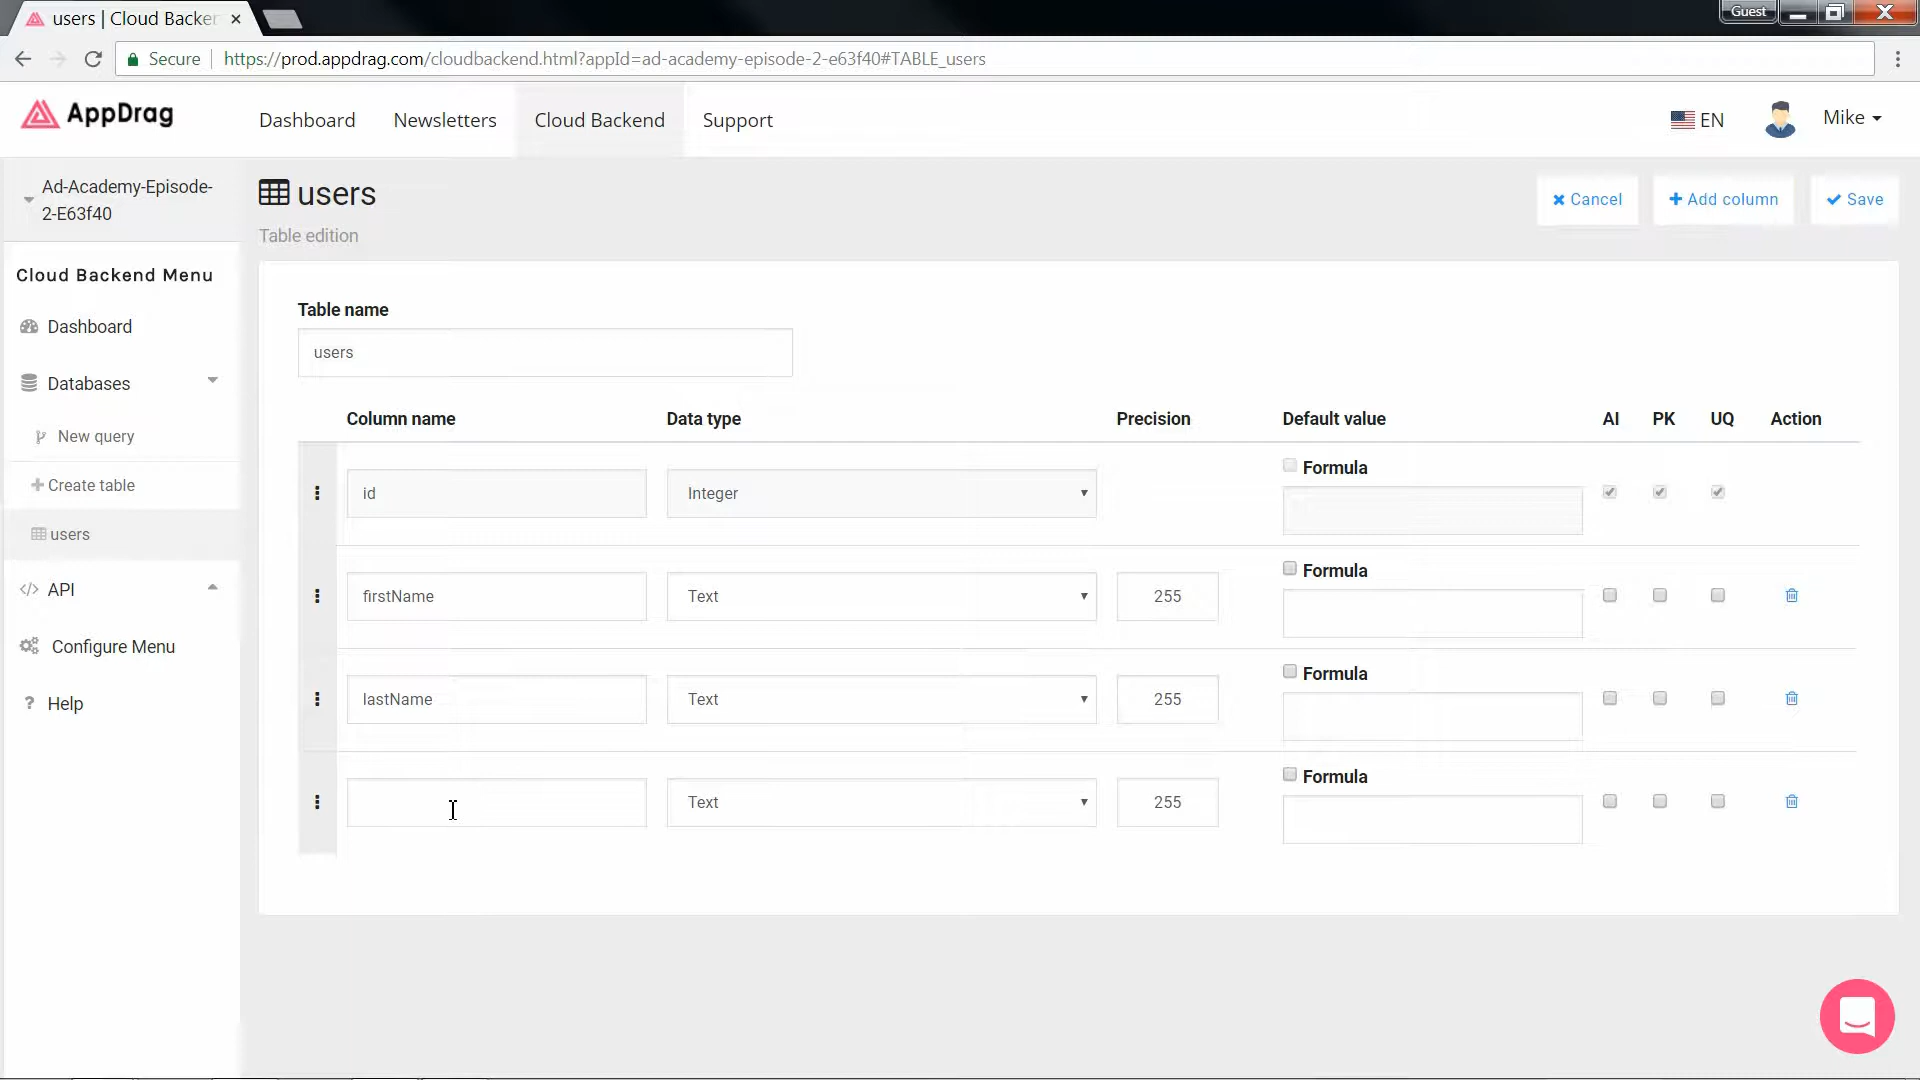 users | Cloud Backen
Guest
Secure
https://prod.appdrag.com/cloudbackend.html?appId=ad-academy-episode-2-e63f40#TABLE_users
AppDrag
Dashboard
Newsletters
Cloud Backend
Support
EN
Mike
Ad-Academy-Episode-
2-E63f40
users
Table edition
Cancel
Add column
Save
Cloud Backend Menu
Dashboard
Databases
New query
Create table
users
API
Configure Menu
Help
Table name
users
Column name Data type Precision Default value AI PK UQ Action
id Integer Formula
firstName Text 255 Formula
lastName Text 255 Formula
Text 255 Formula